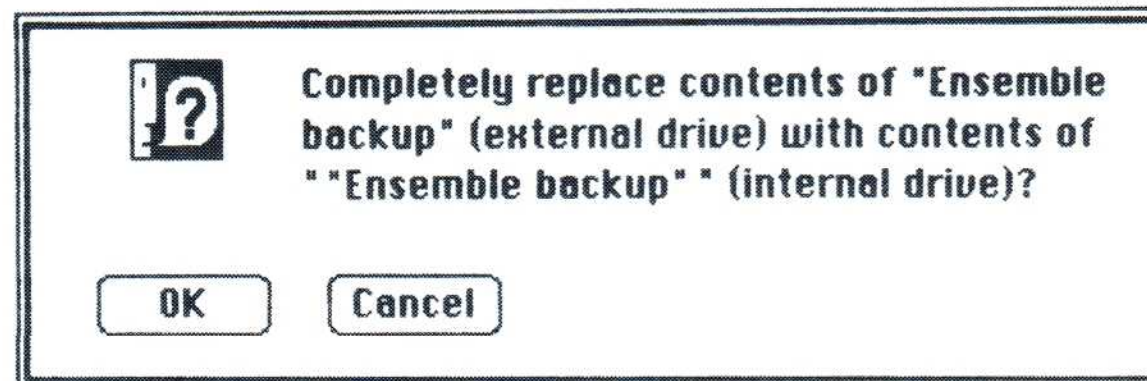 ?
Completely replace contents of "Ensemble
backup" (external drive) with contents of
" "Ensemble backup" " (internal drive)?
OK
Cancel